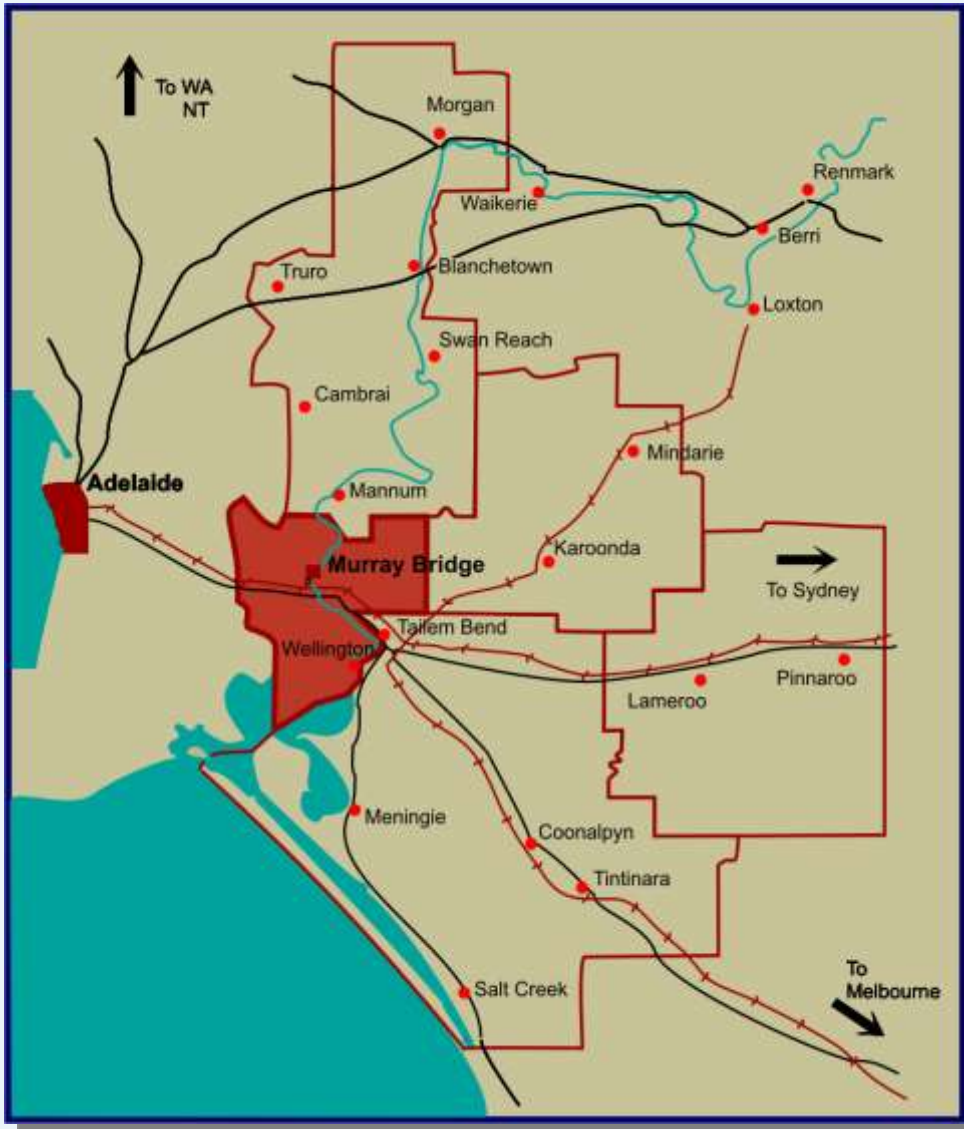 To WA
NT
Morgan
Renmark
Waikerie
Berri
Truro
Blanchetown
Loxton
Swan Reach
Cambrai
Mindarie
Adelaide
Mannum
Karoonda
Murray Bridge
To Sydney
Tailem Bend
Wellington
Pinnaroo
Lameroo
Meningie
Coonalpyn
Tintinara
To
Melbourne
Salt Creek